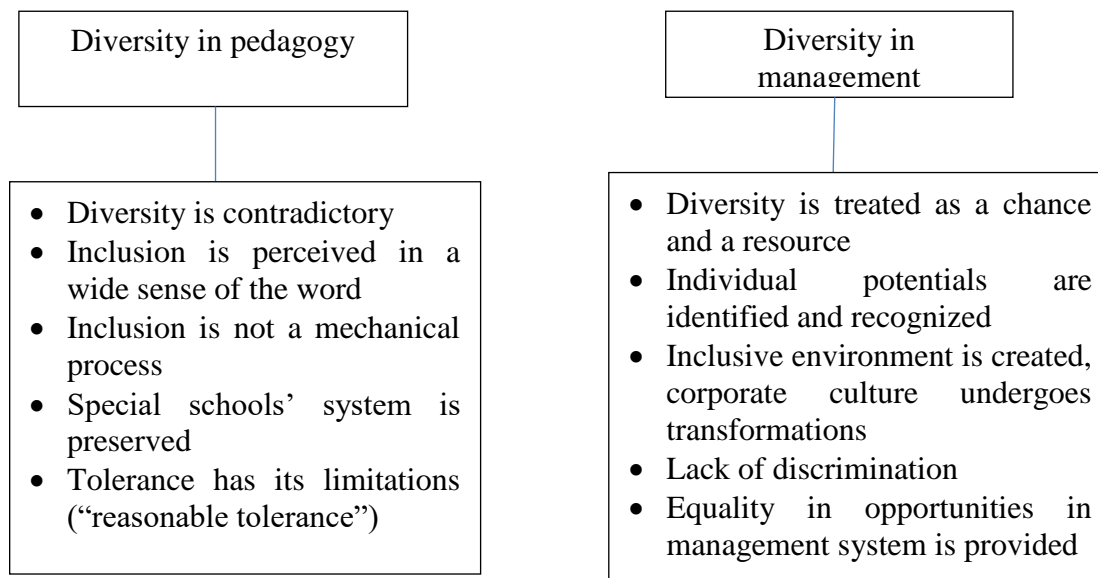 Diversity in pedagogy
• Diversity is contradictory
• Inclusion is perceived in a
wide sense of the word
• Inclusion is not a mechanical
process
• Special schools’ system is
preserved
• Tolerance has its limitations
(“reasonable tolerance”)
Diversity in
management
• Diversity is treated as a chance
and a resource
• Individual potentials are
identified and recognized
• Inclusive environment is created,
corporate culture undergoes
transformations
• Lack of discrimination
• Equality in opportunities in
management system is provided